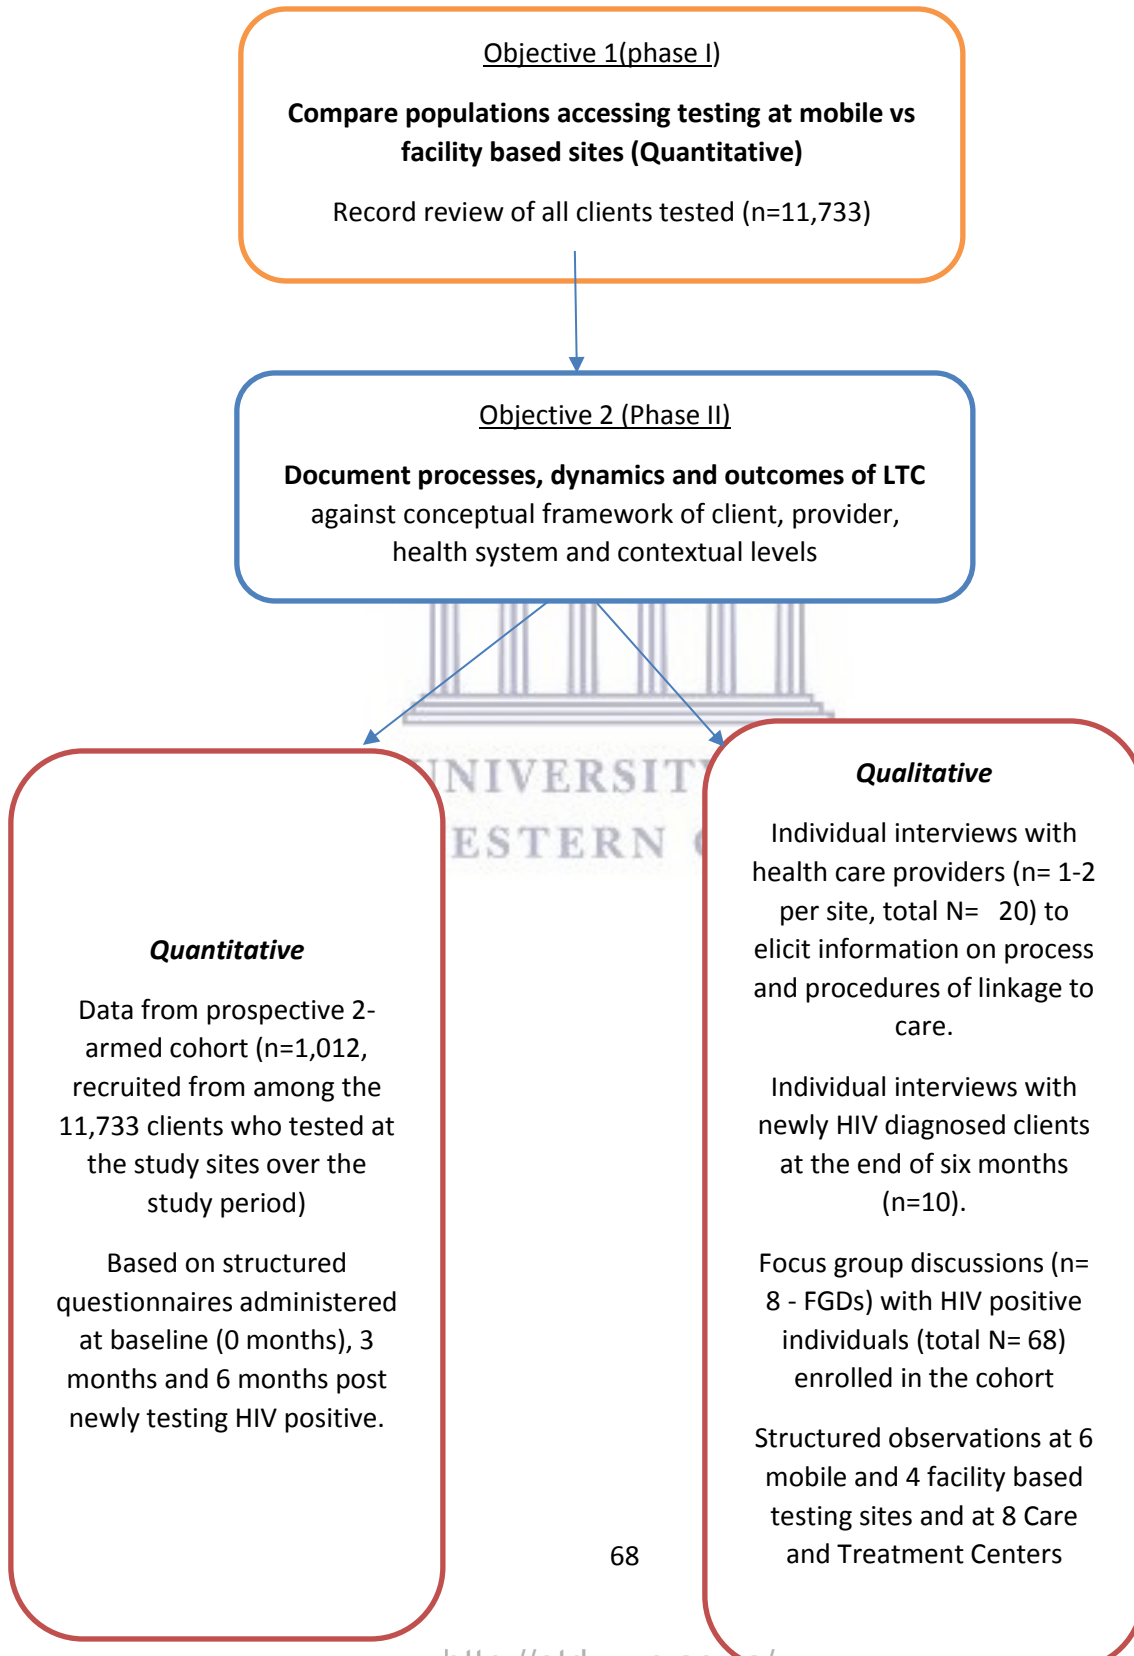 Objective 1(phase I)
Compare populations accessing testing at mobile vs
facility based sites (Quantitative)
Record review of all clients tested (n=11,733)
Objective 2 (Phase II)
Document processes, dynamics and outcomes of LTC
against conceptual framework of client, provider,
health system and contextual levels
Quantitative
Data from prospective 2-
armed cohort (n=1,012,
recruited from among the
11,733 clients who tested at
the study sites over the
study period)
Based on structured
questionnaires administered
at baseline (0 months), 3
months and 6 months post
newly testing HIV positive.
Qualitative
Individual interviews with
health care providers (n= 1-2
per site, total N=   20) to
elicit information on process
and procedures of linkage to
care.
Individual interviews with
newly HIV diagnosed clients
at the end of six months
(n=10).
Focus group discussions (n=
8 - FGDs) with HIV positive
individuals (total N= 68)
enrolled in the cohort
Structured observations at 6
mobile and 4 facility based
testing sites and at 8 Care
and Treatment Centers
68